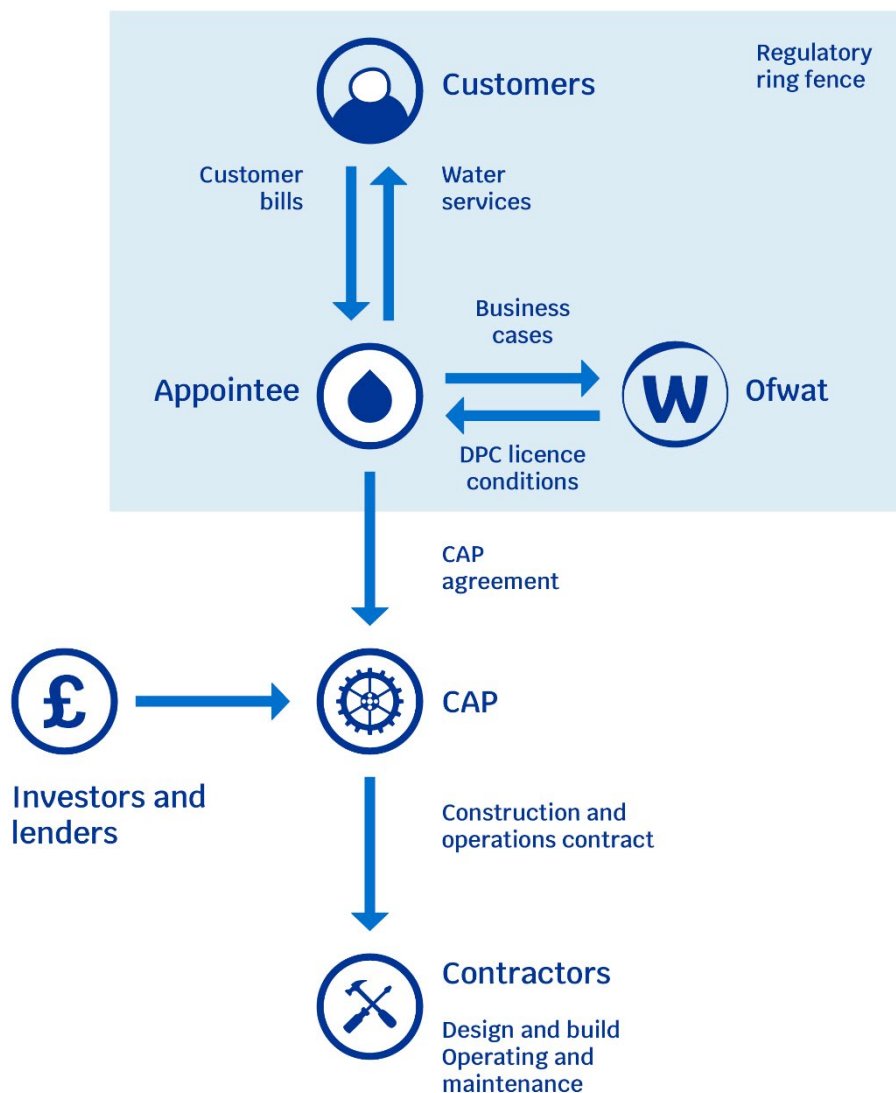 Regulatory
ring fence
Customers
Customer
bills
Water
services
Business
cases
Appointee
W
Ofwat
DPC licence
conditions
CAP
agreement
£
CAP
Investors and
lenders
Construction and
operations contract
Contractors
Design and build
Operating and
maintenance